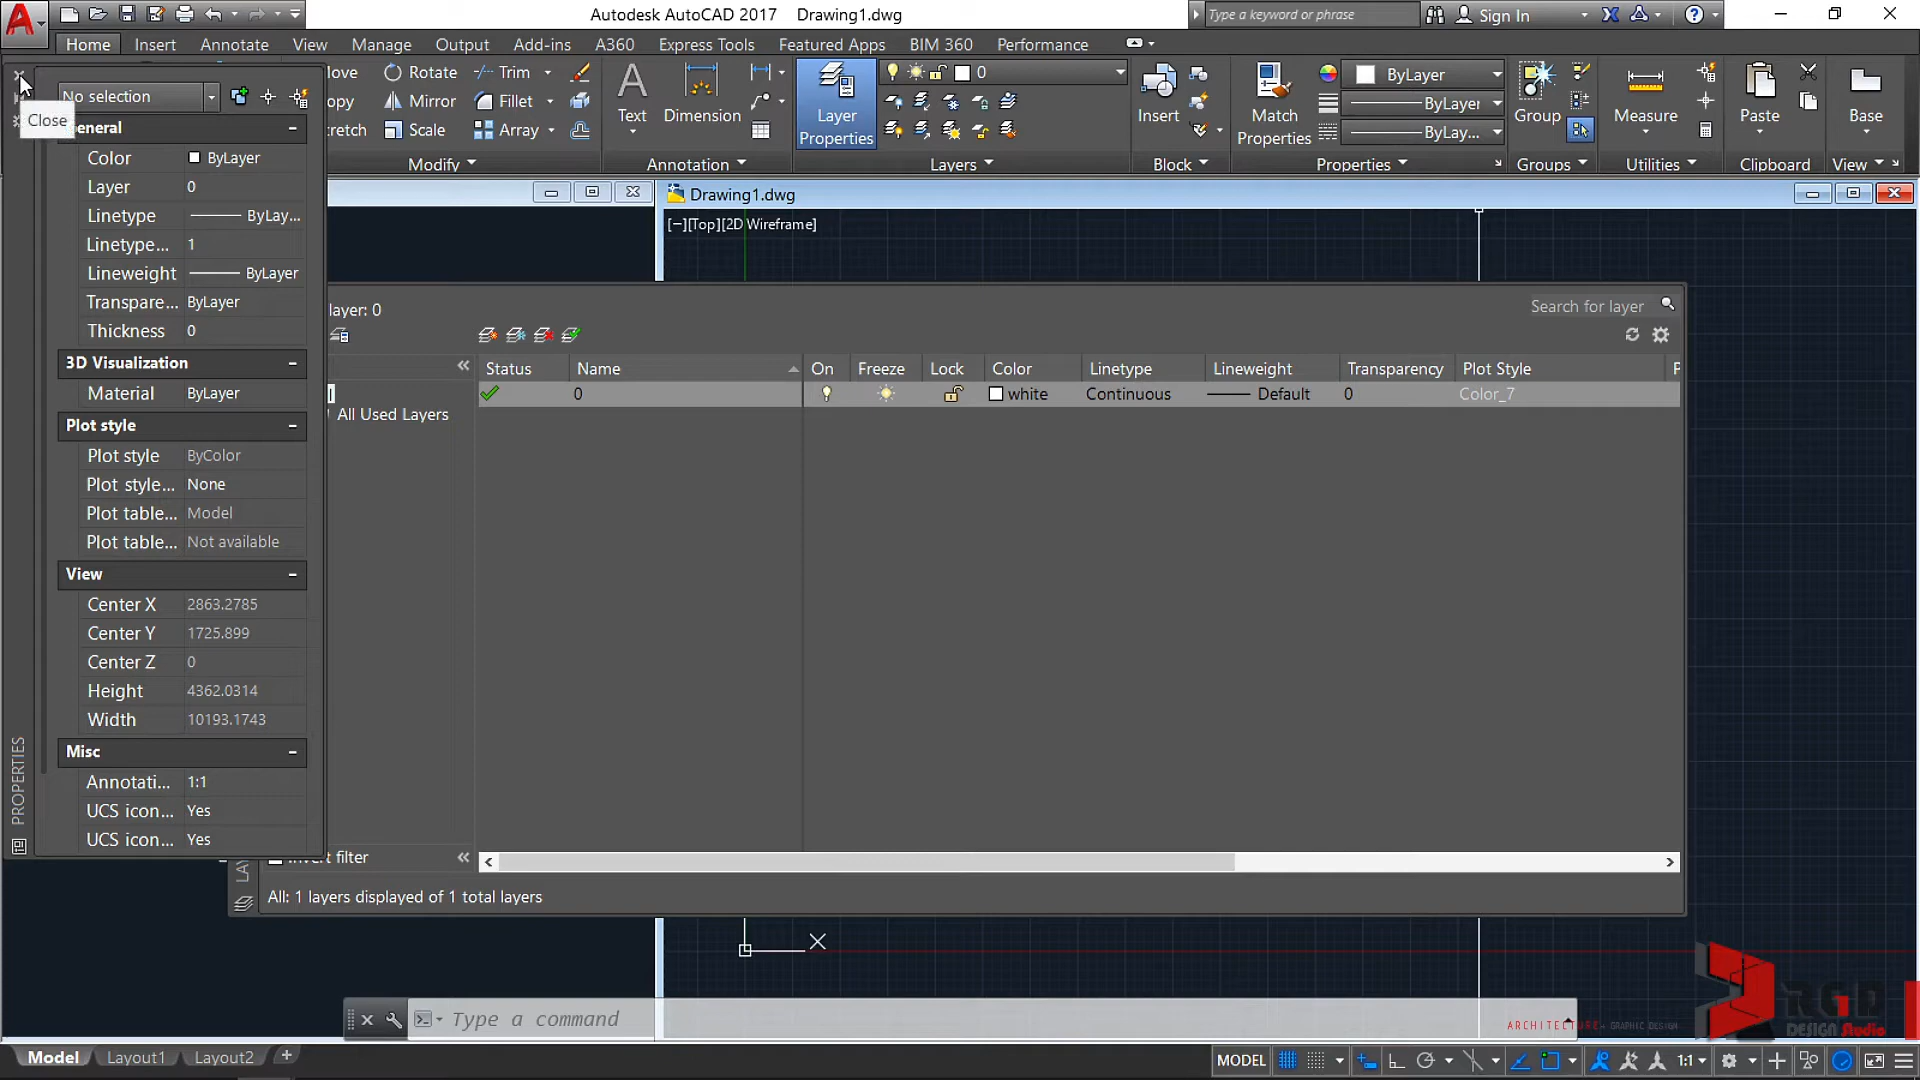 Autodesk AutoCAD 2017 Drawing1.dwg
Type a keyword or phrase
Sign In
Home Insert Annotate View Manage Output Add-ins A360 Express Tools Featured Apps BIM 360 Performance
Rotate Trim
Mirror Fillet
Scale Array
Modify
Text
Dimension
Annotation
Layer
Properties
0
Layers
Insert
Block
Match
Properties
ByLayer
ByLayer
ByLay...
Properties
Group
Groups
Measure
Utilities
Paste
Clipboard
Base
View
No selection
Close
Color ByLayer
Layer 0
Linetype ByLay...
Linetype... 1
Lineweight ByLayer
Transpare... ByLayer
Thickness 0
3D Visualization
Material ByLayer
Plot style
Plot style ByColor
Plot style... None
Plot table... Model
Plot table... Not available
View
Center X 2863.2785
Center Y 1725.899
Center Z 0
Height 4362.0314
Width 10193.1743
Misc
Annotati... 1:1
UCS icon... Yes
UCS icon... Yes
PROPERTIES
Drawing1.dwg
[−][Top][2D Wireframe]
layer: 0
Search for layer
All Used Layers
Status Name On Freeze Lock Color Linetype Lineweight Transparency Plot Style P
0 white Continuous Default 0 Color_7
Invert filter
All: 1 layers displayed of 1 total layers
X
Type a command
ARCHITECTURE + GRAPHIC DESIGN
RGD
DESIGN Studio
Model Layout1 Layout2 +
MODEL 1:1